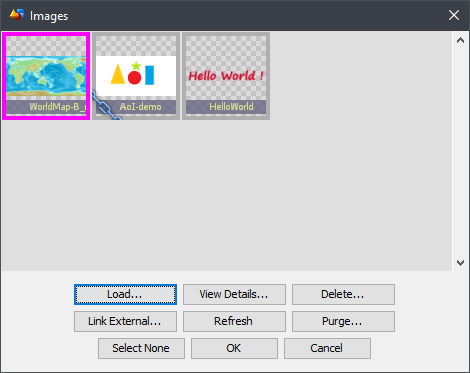 Images
WorldMap-B_
AoI-demo
HelloWorld
Hello World !
Load...
View Details...
Delete...
Link External...
Refresh
Purge...
Select None
OK
Cancel